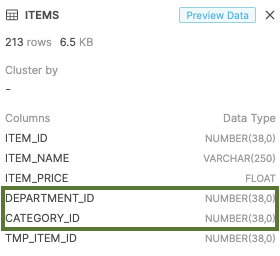 ITEMS Preview Data
213 rows 6.5 KB
Cluster by
-
Columns Data Type
ITEM_ID NUMBER(38,0)
ITEM_NAME VARCHAR(250)
ITEM_PRICE FLOAT
DEPARTMENT_ID NUMBER(38,0)
CATEGORY_ID NUMBER(38,0)
TMP_ITEM_ID NUMBER(38,0)